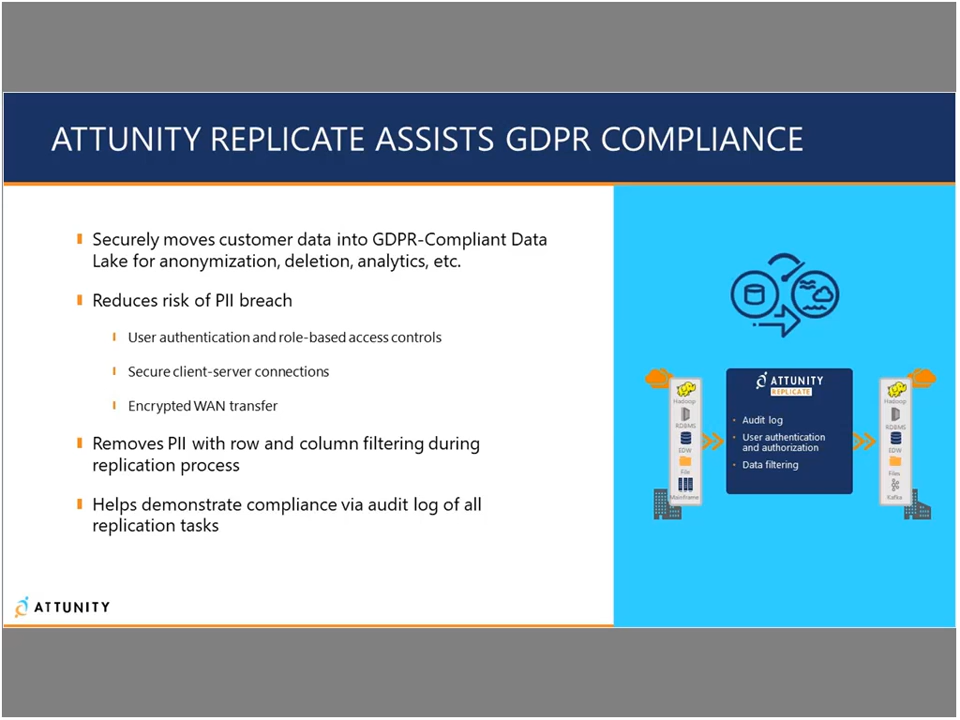 ATTUNITY REPLICATE ASSISTS GDPR COMPLIANCE
Securely moves customer data into GDPR-Compliant Data
Lake for anonymization, deletion, analytics, etc.
Reduces risk of PII breach
User authentication and role-based access controls
Secure client-server connections
Encrypted WAN transfer
Removes PII with row and column filtering during
replication process
Helps demonstrate compliance via audit log of all
replication tasks
Hadoop
RDBMS
EDW
File
Mainframe
ATTUNITY
REPLICATE
Audit log
User authentication
and authorization
Data filtering
Hadoop
RDBMS
EDW
Files
Kafka
ATTUNITY